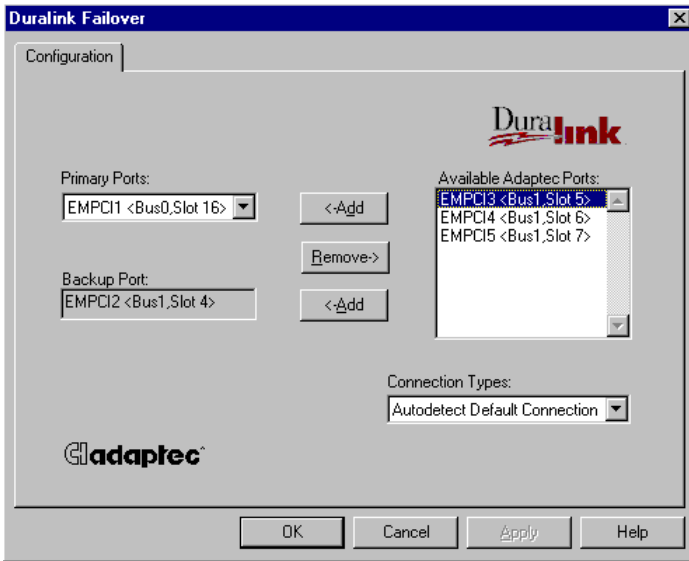 Duralink Failover
Configuration
Duralink
Primary Ports:
EMPCI1 <Bus0,Slot 16>
<-Add
Remove->
Backup Port:
EMPCI2 <Bus1,Slot 4>
<-Add
Available Adaptec Ports:
EMPCI3 <Bus1,Slot 5>
EMPCI4 <Bus1,Slot 6>
EMPCI5 <Bus1,Slot 7>
Connection Types:
Autodetect Default Connection
adaptec
OK
Cancel
Apply
Help